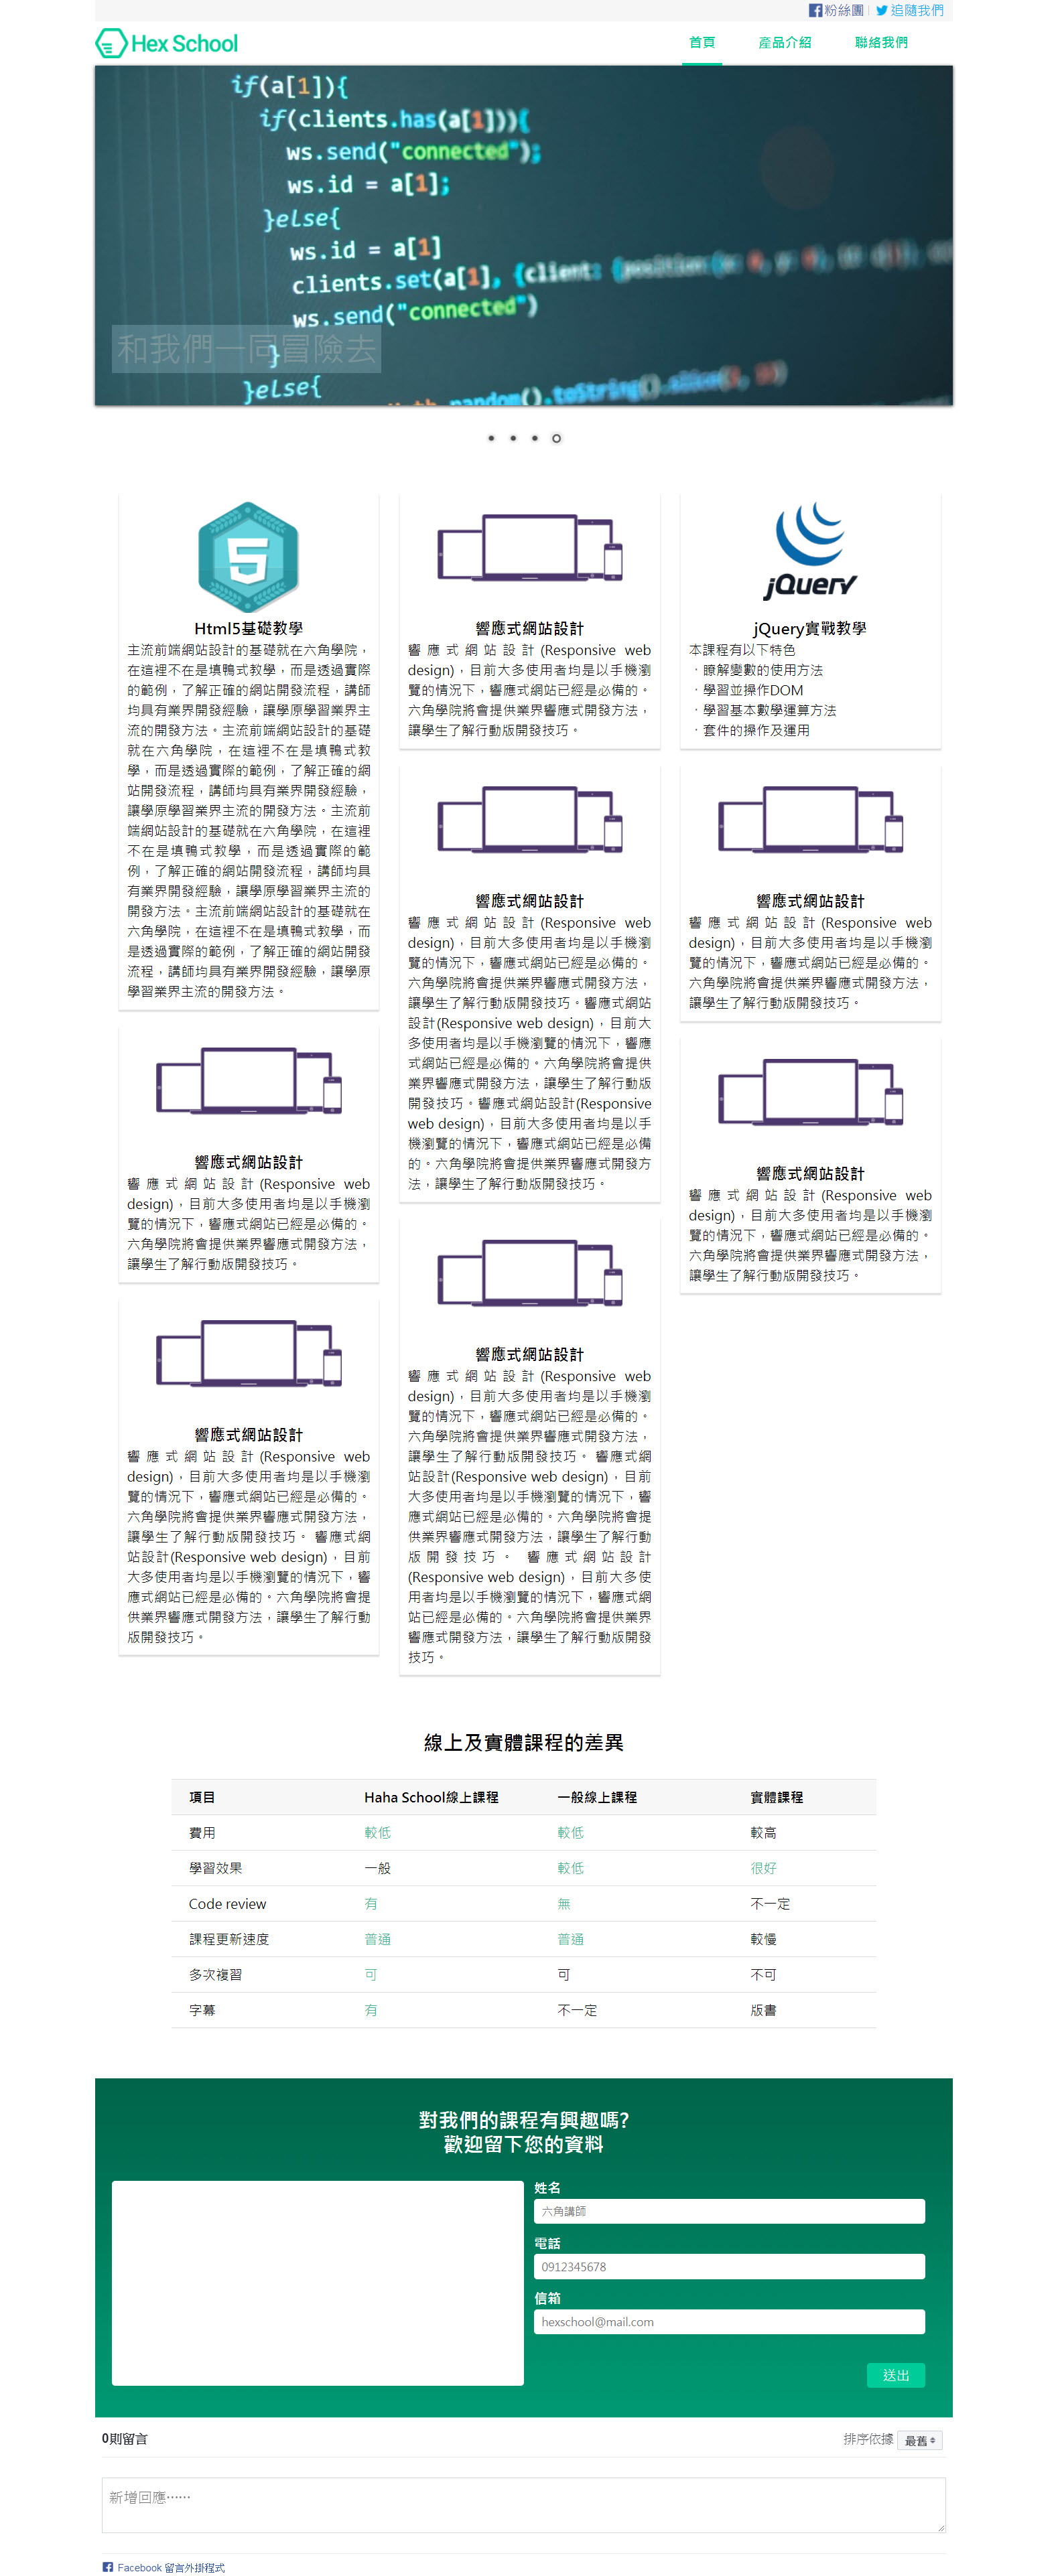 粉絲團 | 追隨我們
Hex School
首頁 產品介紹 聯絡我們
if(a[1]){
if(clients.has(a[1])){
ws.send("connected");
ws.id = a[1];
}else{
ws.id = a[1]
clients.set(a[1], {client:
ws.send("connected")
和我們一同冒險去
}
}else{
random().toString()
5
Html5基礎教學
主流前端網站設計的基礎就在六角學院，
在這裡不在是填鴨式教學，而是透過實際
的範例，了解正確的網站開發流程，講師
均具有業界開發經驗，讓學原學習業界主
流的開發方法。主流前端網站設計的基礎
就在六角學院，在這裡不在是填鴨式教
學，而是透過實際的範例，了解正確的網
站開發流程，講師均具有業界開發經驗，
讓學原學習業界主流的開發方法。主流前
端網站設計的基礎就在六角學院，在這裡
不在是填鴨式教學，而是透過實際的範
例，了解正確的網站開發流程，講師均具
有業界開發經驗，讓學原學習業界主流的
開發方法。主流前端網站設計的基礎就在
六角學院，在這裡不在是填鴨式教學，而
是透過實際的範例，了解正確的網站開發
流程，講師均具有業界開發經驗，讓學原
學習業界主流的開發方法。
響應式網站設計
響應式網站設計(Responsive web
design)，目前大多使用者均是以手機瀏
覽的情況下，響應式網站已經是必備的。
六角學院將會提供業界響應式開發方法，
讓學生了解行動版開發技巧。
響應式網站設計
響應式網站設計(Responsive web
design)，目前大多使用者均是以手機瀏
覽的情況下，響應式網站已經是必備的。
六角學院將會提供業界響應式開發方法，
讓學生了解行動版開發技巧。 響應式網
站設計(Responsive web design)，目前
大多使用者均是以手機瀏覽的情況下，響
應式網站已經是必備的。六角學院將會提
供業界響應式開發方法，讓學生了解行動
版開發技巧。
響應式網站設計
響應式網站設計(Responsive web
design)，目前大多使用者均是以手機瀏
覽的情況下，響應式網站已經是必備的。
六角學院將會提供業界響應式開發方法，
讓學生了解行動版開發技巧。
響應式網站設計
響應式網站設計(Responsive web
design)，目前大多使用者均是以手機瀏
覽的情況下，響應式網站已經是必備的。
六角學院將會提供業界響應式開發方法，
讓學生了解行動版開發技巧。響應式網站
設計(Responsive web design)，目前大
多使用者均是以手機瀏覽的情況下，響應
式網站已經是必備的。六角學院將會提供
業界響應式開發方法，讓學生了解行動版
開發技巧。響應式網站設計(Responsive
web design)，目前大多使用者均是以手
機瀏覽的情況下，響應式網站已經是必備
的。六角學院將會提供業界響應式開發方
法，讓學生了解行動版開發技巧。
響應式網站設計
響應式網站設計(Responsive web
design)，目前大多使用者均是以手機瀏
覽的情況下，響應式網站已經是必備的。
六角學院將會提供業界響應式開發方法，
讓學生了解行動版開發技巧。 響應式網
站設計(Responsive web design)，目前
大多使用者均是以手機瀏覽的情況下，響
應式網站已經是必備的。六角學院將會提
供業界響應式開發方法，讓學生了解行動
版開發技巧。 響應式網站設計
(Responsive web design)，目前大多使
用者均是以手機瀏覽的情況下，響應式網
站已經是必備的。六角學院將會提供業界
響應式開發方法，讓學生了解行動版開發
技巧。
jQuery
jQuery實戰教學
本課程有以下特色
・瞭解變數的使用方法
・學習並操作DOM
・學習基本數學運算方法
・套件的操作及運用
響應式網站設計
響應式網站設計(Responsive web
design)，目前大多使用者均是以手機瀏
覽的情況下，響應式網站已經是必備的。
六角學院將會提供業界響應式開發方法，
讓學生了解行動版開發技巧。
響應式網站設計
響應式網站設計(Responsive web
design)，目前大多使用者均是以手機瀏
覽的情況下，響應式網站已經是必備的。
六角學院將會提供業界響應式開發方法，
讓學生了解行動版開發技巧。
線上及實體課程的差異
項目 Haha School線上課程 一般線上課程 實體課程
費用 較低 較低 較高
學習效果 一般 較低 很好
Code review 有 無 不一定
課程更新速度 普通 普通 較慢
多次複習 可 可 不可
字幕 有 不一定 版書
對我們的課程有興趣嗎?
歡迎留下您的資料
姓名
六角講師
電話
0912345678
信箱
hexschool@mail.com
送出
0則留言 排序依據 最舊
新增回應……
Facebook 留言外掛程式